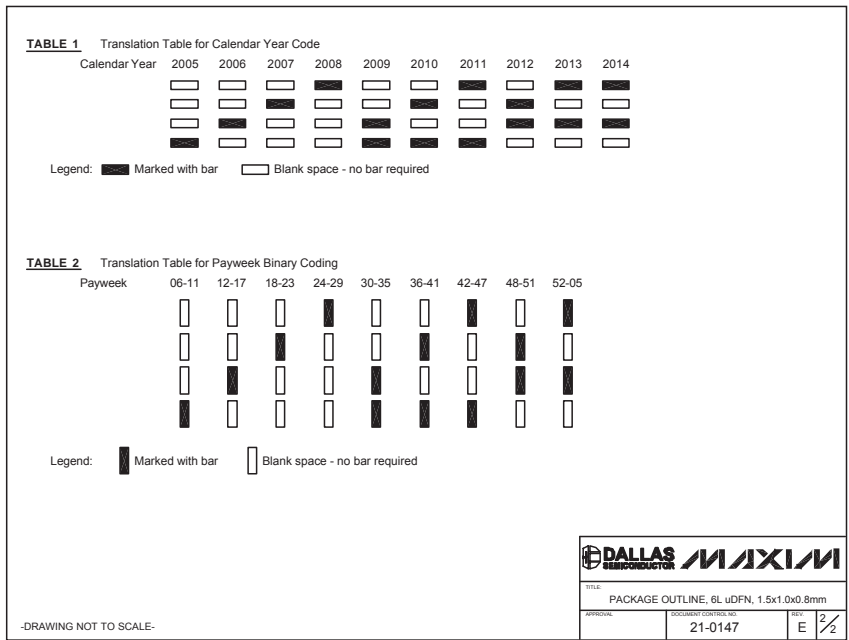 TABLE 1 Translation Table for Calendar Year Code
Calendar Year 2005 2006 2007 2008 2009 2010 2011 2012 2013 2014
Legend: Marked with bar Blank space - no bar required
TABLE 2 Translation Table for Payweek Binary Coding
Payweek 06-11 12-17 18-23 24-29 30-35 36-41 42-47 48-51 52-05
Legend: Marked with bar Blank space - no bar required
DALLAS SEMICONDUCTOR MAXIM
TITLE:
PACKAGE OUTLINE, 6L uDFN, 1.5x1.0x0.8mm
APPROVAL DOCUMENT CONTROL NO. REV.
21-0147 E 2/2
-DRAWING NOT TO SCALE-